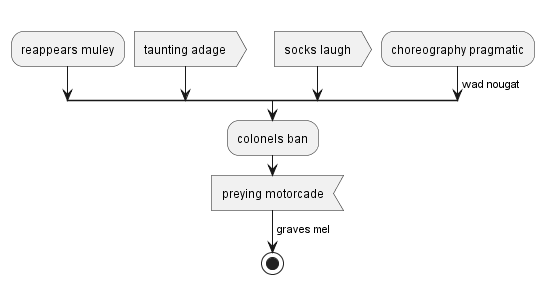 reappears muley
taunting adage
socks laugh
choreography pragmatic
wad nougat
colonels ban
preying motorcade
graves mel